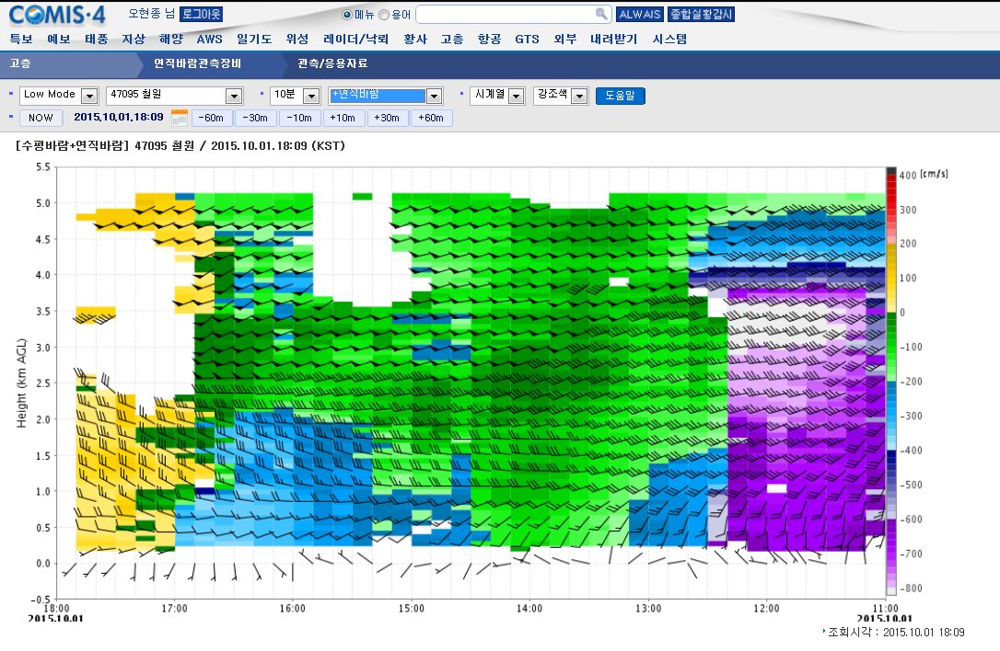 COMIS·4 오현종 님 로그아웃 메뉴 용어 ALWAIS 종합실황감시
특보 예보 태풍 지상 해양 AWS 일기도 위성 레이더/낙뢰 황사 고층 항공 GTS 외부 내려받기 시스템
고층 연직바람관측장비 관측/응용자료
Low Mode 47095 철원 10분 +연직바람 시계열 강조색 도움말
NOW 2015.10.01.18:09 -60m -30m -10m +10m +30m +60m
[수평바람+연직바람] 47095 철원 / 2015.10.01.18:09 (KST)
Height (Km AGL)
5.5
5.0
4.5
4.0
3.5
3.0
2.5
2.0
1.5
1.0
0.5
0.0
-0.5
400 [cm/s]
300
200
100
0
-100
-200
-300
-400
-500
-600
-700
-800
18:00 17:00 16:00 15:00 14:00 13:00 12:00 11:00
2015.10.01 2015.10.01
조회시각 : 2015.10.01 18:09